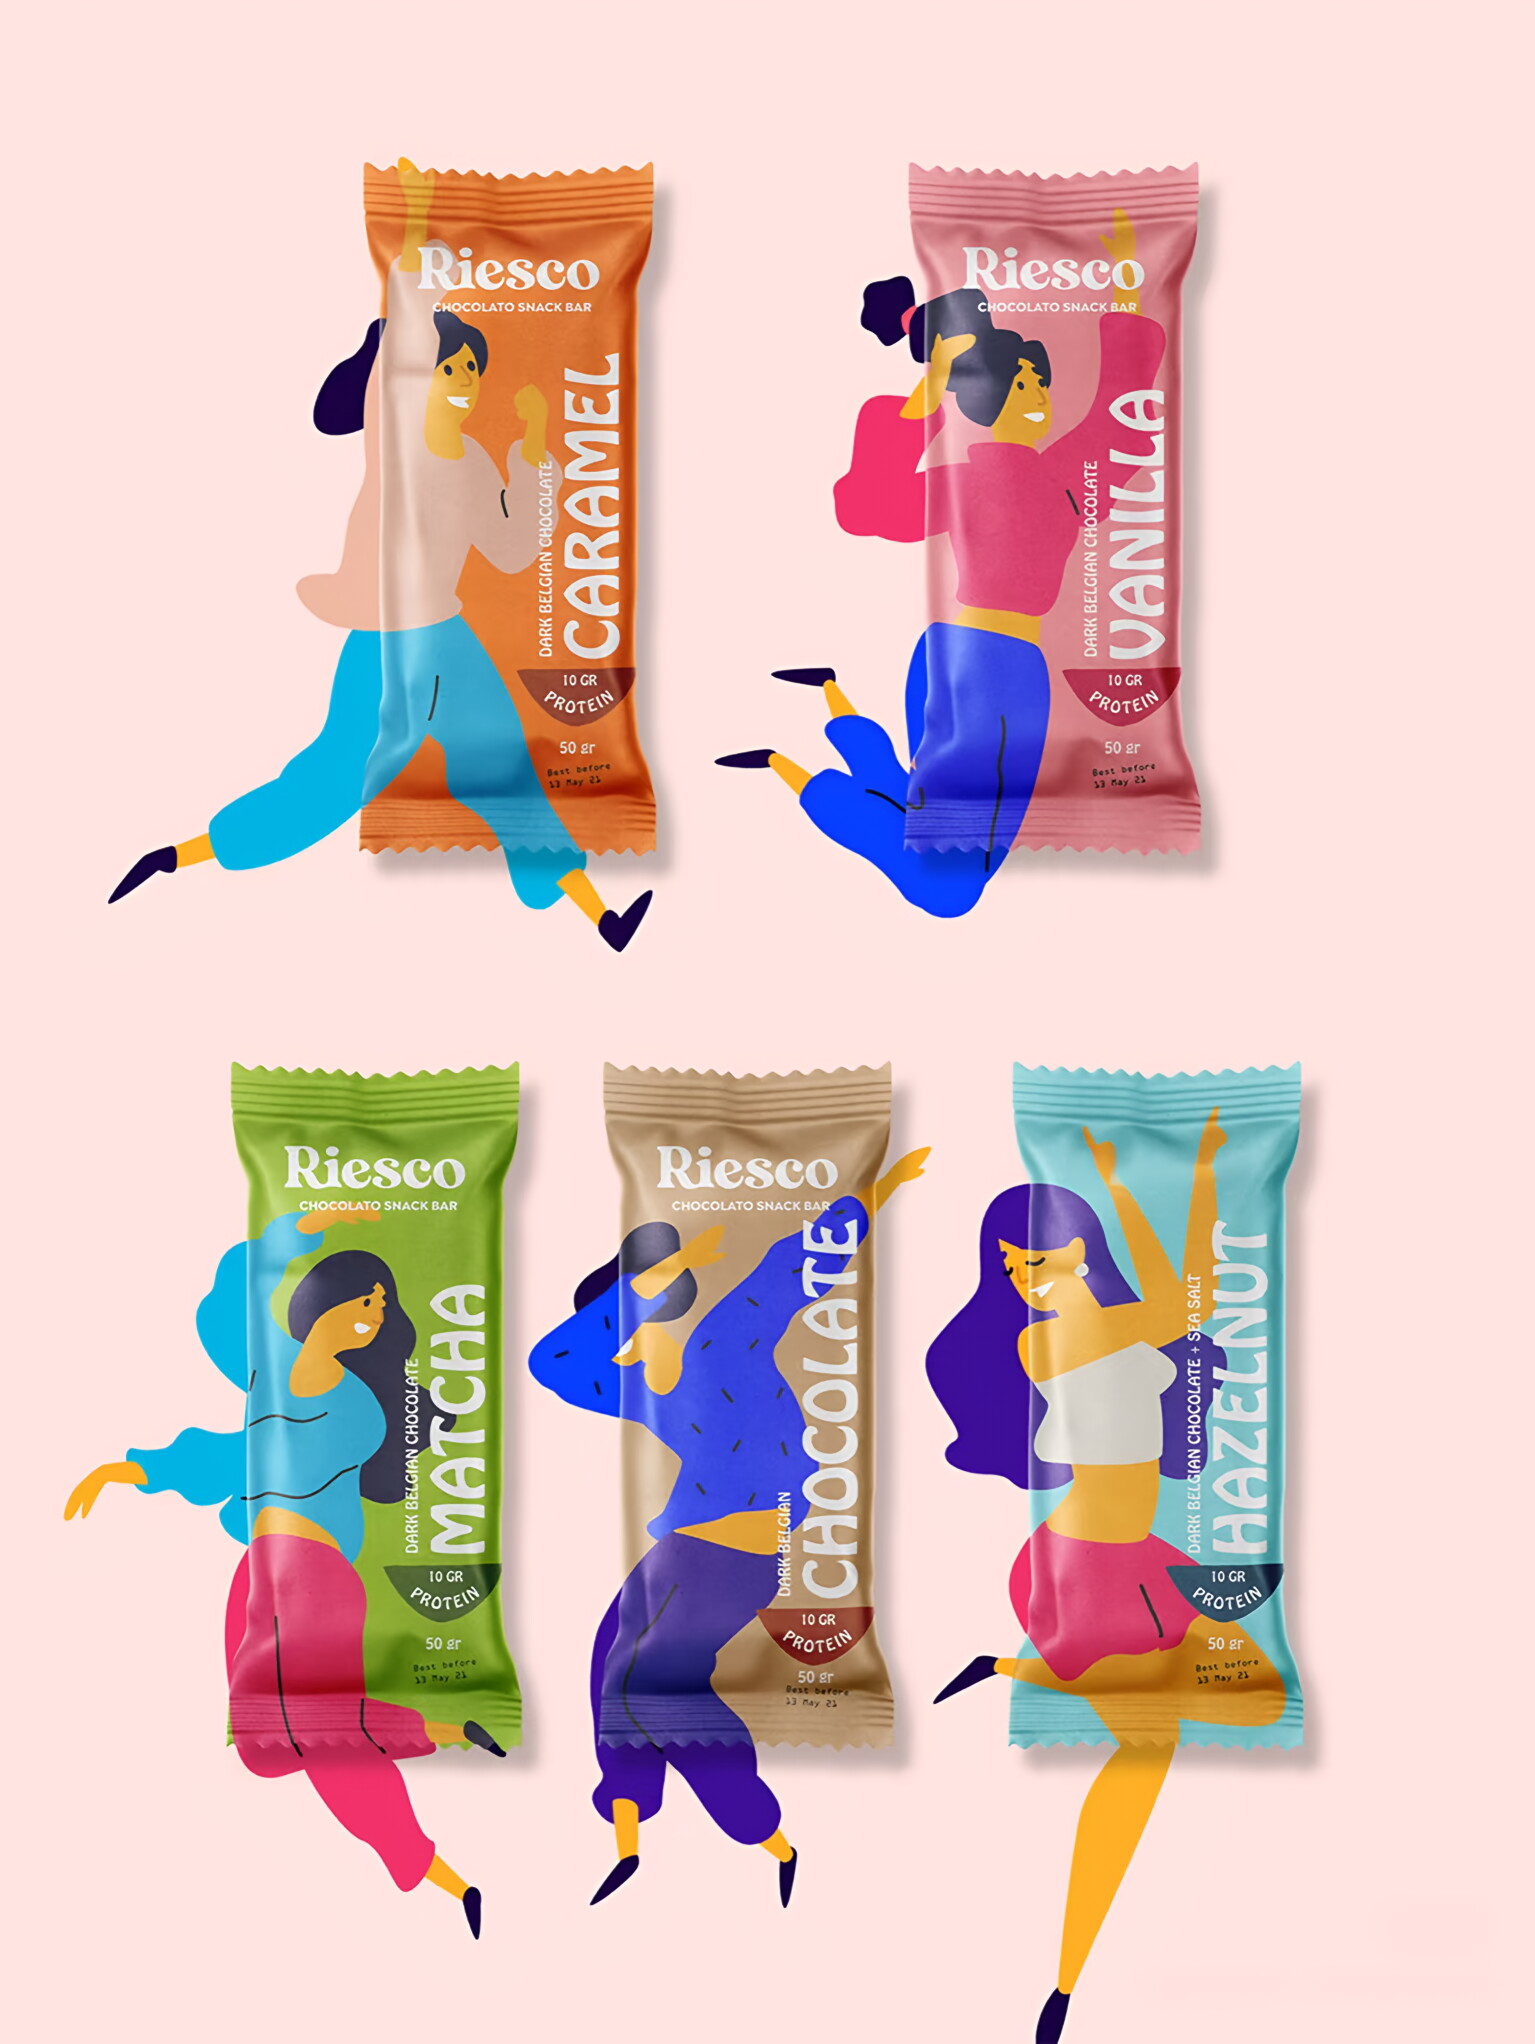 Riesco
CHOCOLATO SNACK BAR
DARK BELGIAN CHOCOLATE
CARAMEL
10 GR
PROTEIN
50 gr
Best before
13 May 21
Riesco
CHOCOLATO SNACK BAR
DARK BELGIAN CHOCOLATE
VANILLA
10 GR
PROTEIN
50 gr
Best before
13 May 21
Riesco
CHOCOLATO SNACK BAR
DARK BELGIAN CHOCOLATE
MATCHA
10 GR
PROTEIN
50 gr
Best before
13 May 21
Riesco
CHOCOLATO SNACK BAR
DARK BELGIAN
CHOCOLATE
10 GR
PROTEIN
50 gr
Best before
13 May 21
DARK BELGIAN CHOCOLATE + SEA SALT
HAZELNUT
10 GR
PROTEIN
50 gr
Best before
13 May 21